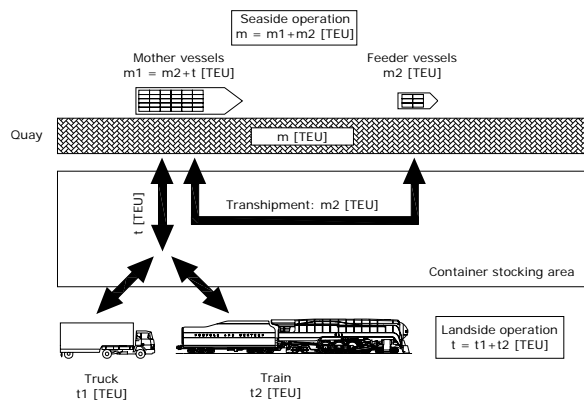 Seaside operation
m = m1+m2 [TEU]
Mother vessels
m1 = m2+t [TEU]
Feeder vessels
m2 [TEU]
Quay
m [TEU]
t [TEU]
Transhipment: m2 [TEU]
Container stocking area
Landside operation
t = t1+t2 [TEU]
Truck
t1 [TEU]
Train
t2 [TEU]